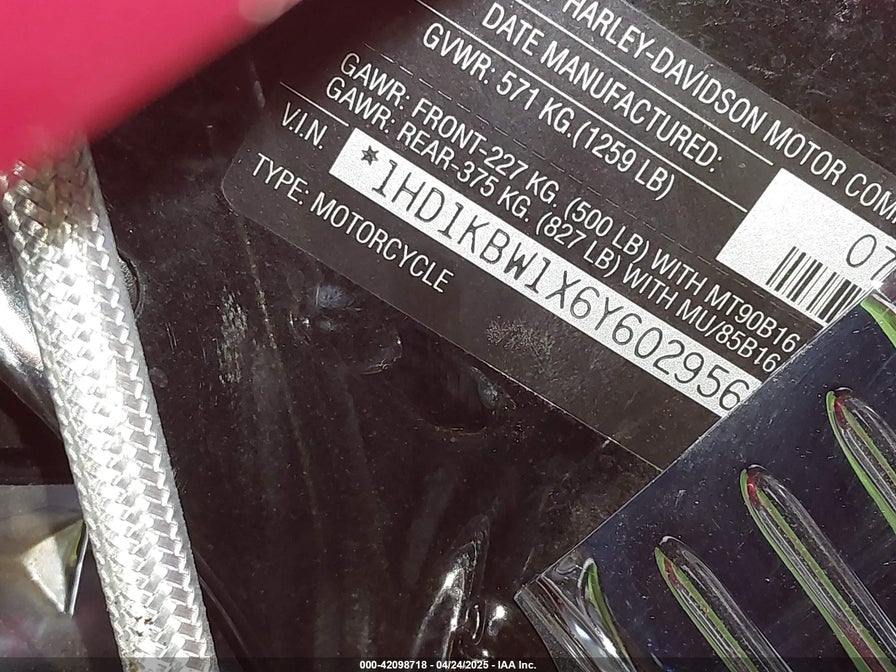 HARLEY-DAVIDSON MOTOR
DATE MANUFACTURED: 07
GVWR: 571 KG.(1259 LB)
GAWR: FRONT-227 KG. (500 LB) WITH MT90B16
GAWR: REAR-375 KG. (827 LB) WITH MU/85B16
V.I.N. *1HD1KBW1X6Y602956
TYPE: MOTORCYCLE
000-42098718 - 04/24/2025 - IAA Inc.